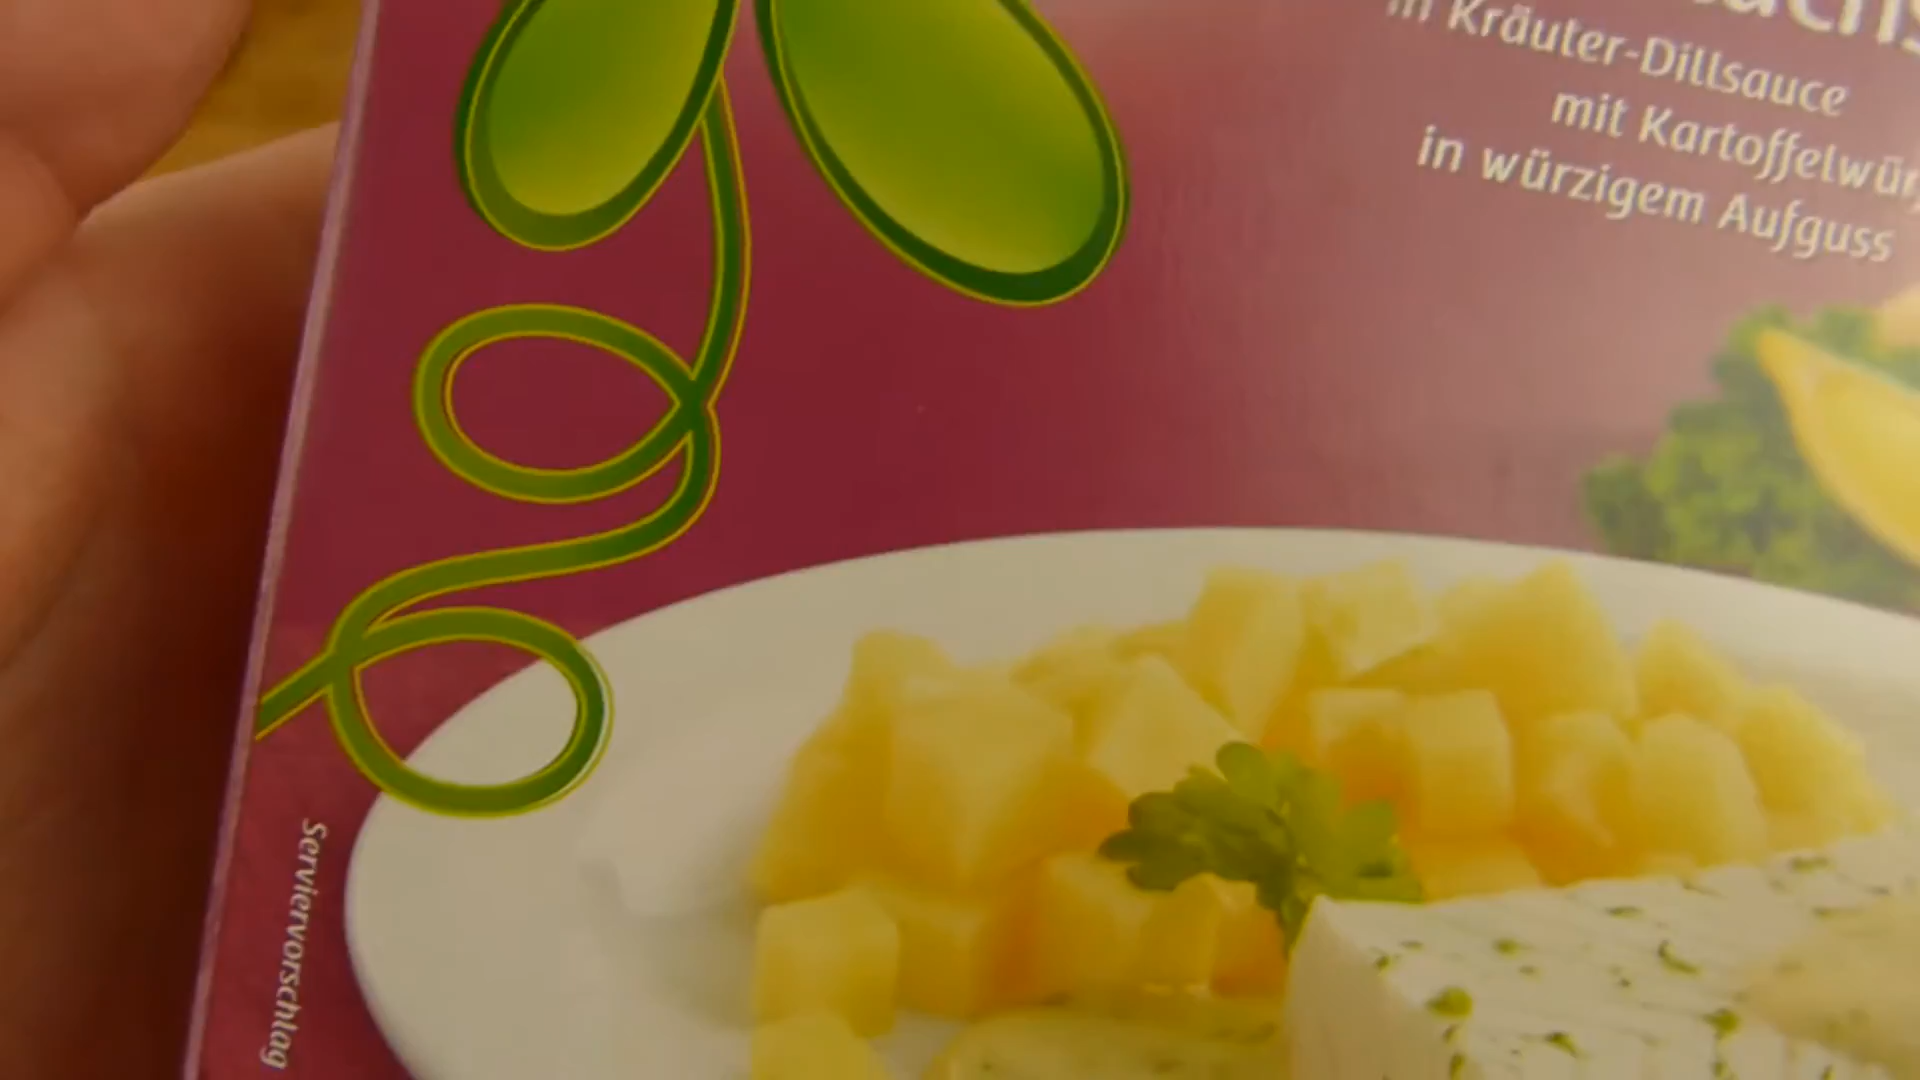 in Kräuter-Dillsauce
mit Kartoffelwür
in würzigem Aufguss
Serviervorschlag